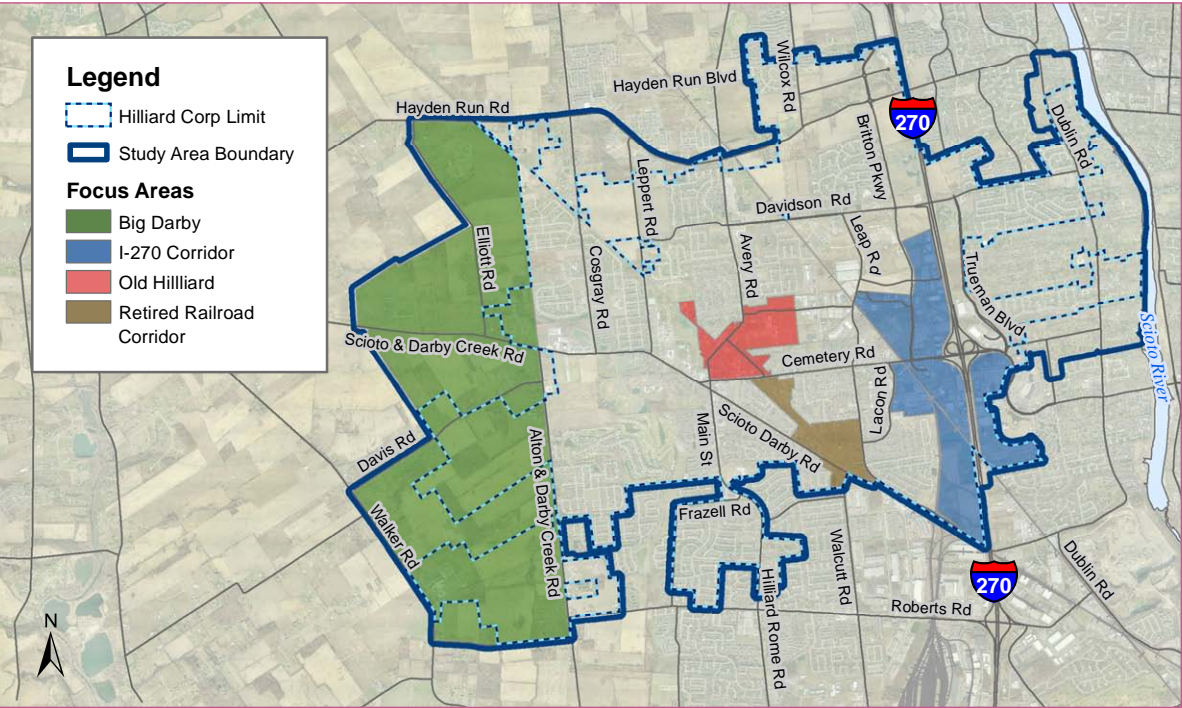 Legend
Hilliard Corp Limit
Study Area Boundary
Focus Areas
Big Darby
I-270 Corridor
Old Hillliard
Retired Railroad
Corridor
N
Hayden Run Rd
Hayden Run Blvd
Wilcox Rd
270
Britton Pkwy
Dublin Rd
Leppert Rd
Davidson Rd
Elliott Rd
Cosgray Rd
Avery Rd
Leap Rd
Trueman Blvd
Scioto River
Scioto & Darby Creek Rd
Cemetery Rd
Lacon Rd
Main St
Scioto Darby Rd
Davis Rd
Alton & Darby Creek Rd
Walker Rd
Frazell Rd
Hilliard Rome Rd
Walcutt Rd
Roberts Rd
270
Dublin Rd